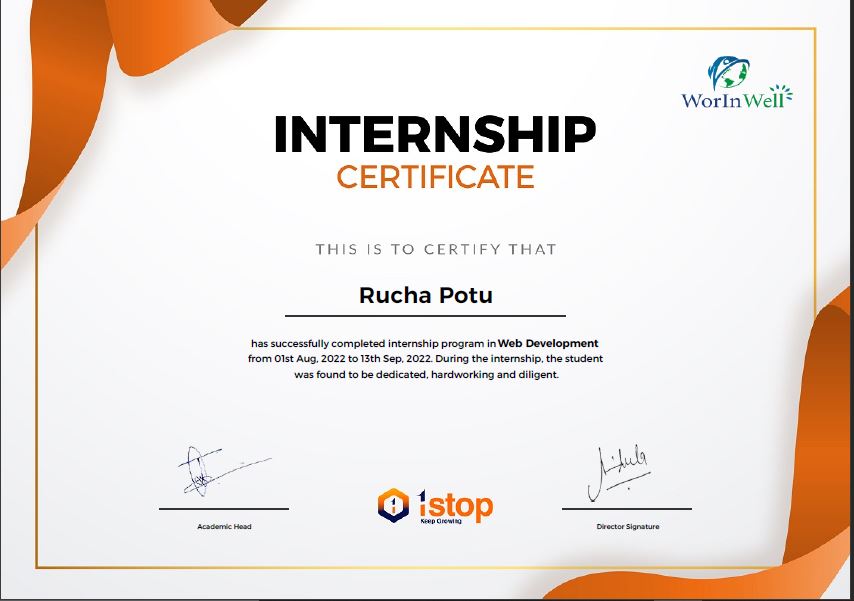 WorInWell
INTERNSHIP
CERTIFICATE
THIS IS TO CERTIFY THAT
Rucha Potu
has successfully completed internship program in Web Development
from 01st Aug, 2022 to 13th Sep, 2022. During the internship, the student
was found to be dedicated, hardworking and diligent.
1stop
Keep Growing
Academic Head
Director Signature